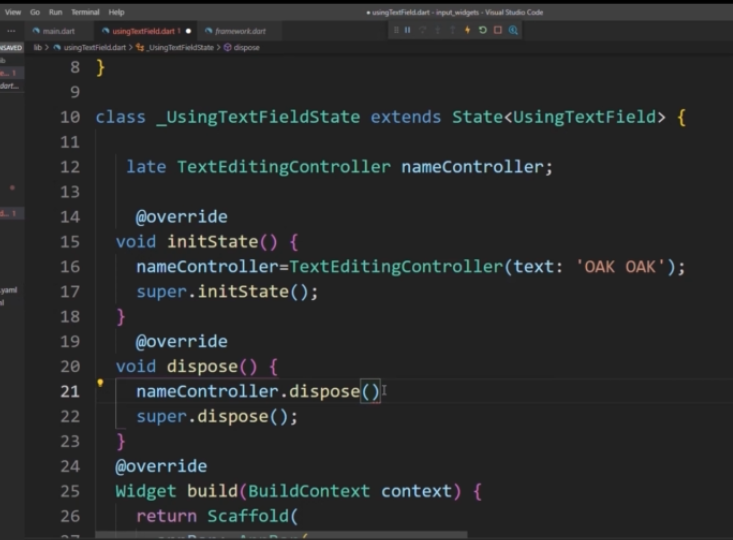 View Go Run Terminal Help
• usingTextField.dart - input_widgets - Visual Studio Code
... main.dart usingTextField.dart 1 ● framework.dart
NSAVED lib > usingTextField.dart > _UsingTextFieldState > dispose
8 }
9
10 class _UsingTextFieldState extends State<UsingTextField> {
11
12 late TextEditingController nameController;
13
14 @override
15 void initState() {
16 nameController=TextEditingController(text: 'OAK OAK');
17 super.initState();
18 }
19 @override
20 void dispose() {
21 nameController.dispose()
22 super.dispose();
23 }
24 @override
25 Widget build(BuildContext context) {
26 return Scaffold(